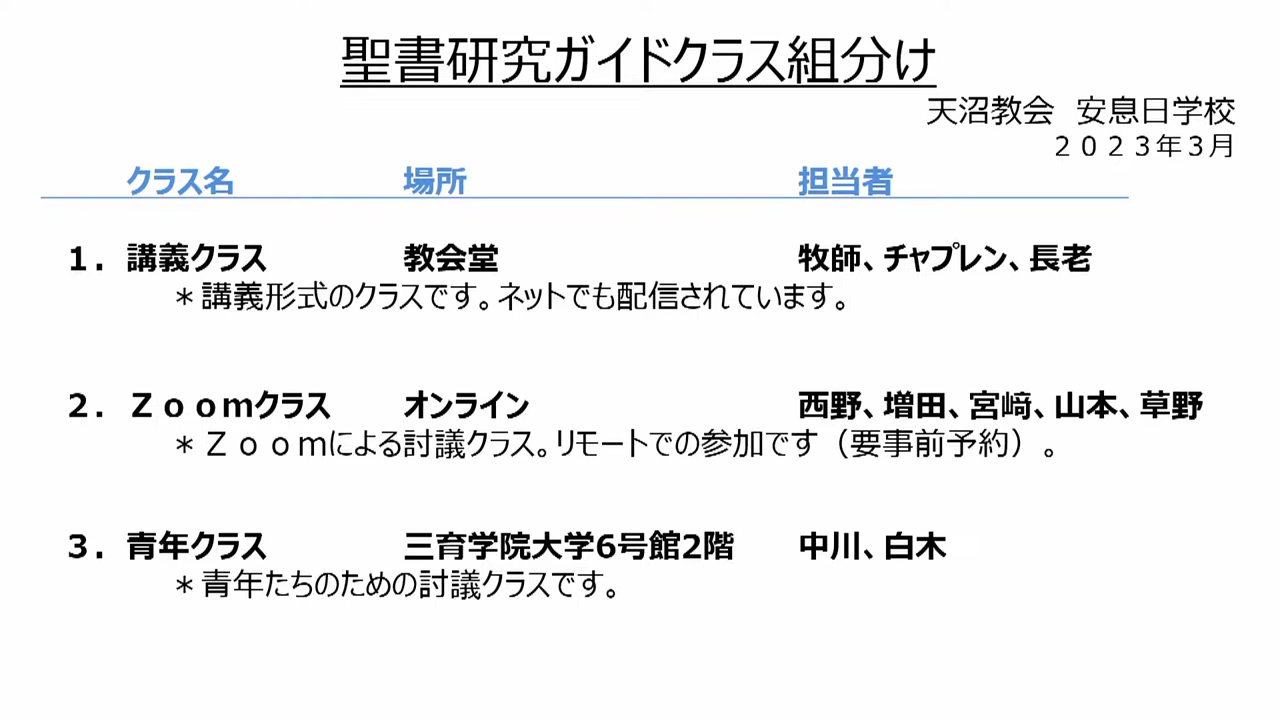 聖書研究ガイドクラス組分け
天沼教会　安息日学校
２０２３年３月
クラス名　場所　担当者
１．講義クラス　教会堂　牧師、チャプレン、長老
＊講義形式のクラスです。ネットでも配信されています。
２．Ｚｏｏｍクラス　オンライン　西野、増田、宮﨑、山本、草野
＊Ｚｏｏｍによる討議クラス。リモートでの参加です（要事前予約）。
３．青年クラス　三育学院大学6号館2階　中川、白木
＊青年たちのための討議クラスです。